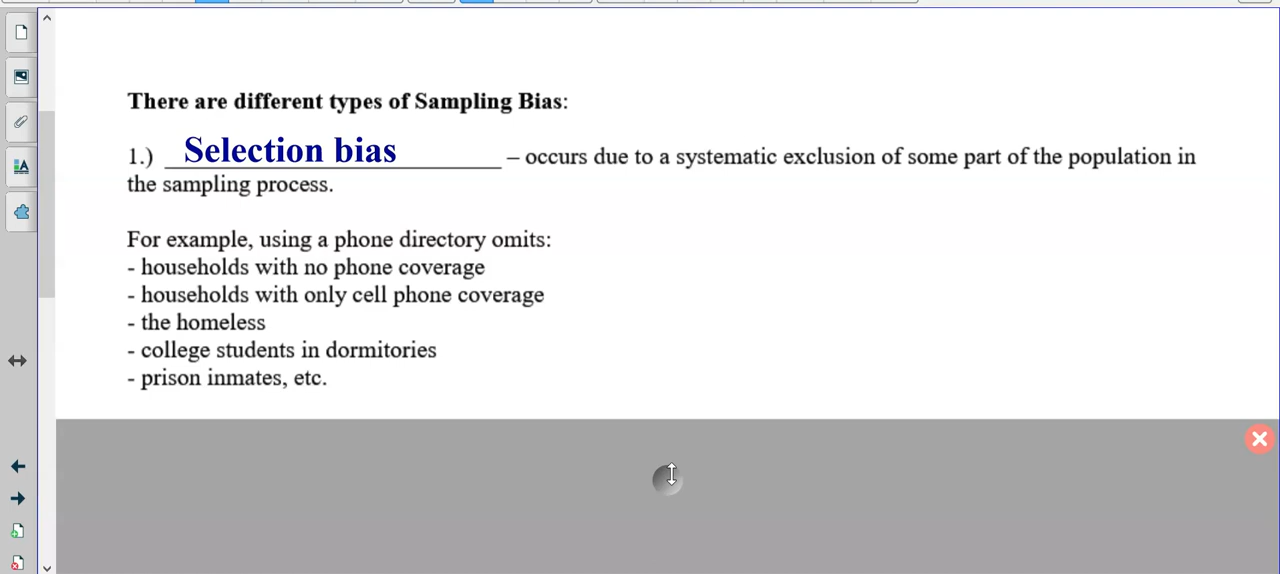 There are different types of Sampling Bias:
1.) Selection bias – occurs due to a systematic exclusion of some part of the population in
the sampling process.
For example, using a phone directory omits:
- households with no phone coverage
- households with only cell phone coverage
- the homeless
- college students in dormitories
- prison inmates, etc.